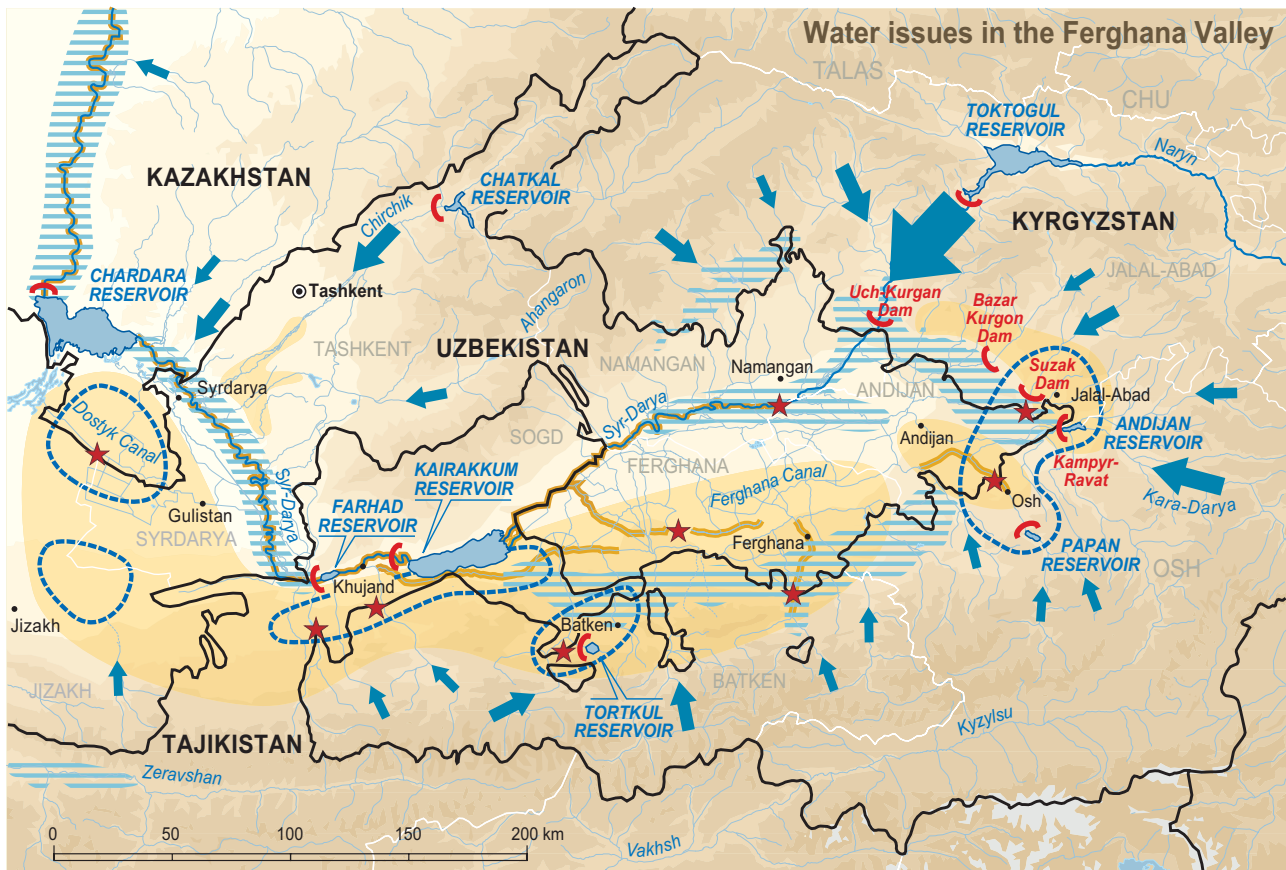 Water issues in the Ferghana Valley
TALAS
CHU
TOKTOGUL
RESERVOIR
Naryn
KAZAKHSTAN
CHATKAL
RESERVOIR
Chirchik
KYRGYZSTAN
CHARDARA
RESERVOIR
JALAL-ABAD
Tashkent
Ahangaron
Uch-Kurgan
Dam
Bazar
Kurgon
Dam
TASHKENT
UZBEKISTAN
NAMANGAN
Namangan
Suzak
Dam
Syrdarya
ANDIJAN
Jalal-Abad
Dostyk Canal
Syr-Darya
SOGD
Andijan
ANDIJAN
RESERVOIR
KAIRAKKUM
RESERVOIR
FERGHANA
Kampyr-
Ravat
Syr-Darya
Ferghana Canal
Osh
Kara-Darya
FARHAD
RESERVOIR
Gulistan
SYRDARYA
Ferghana
PAPAN
RESERVOIR
OSH
Khujand
Jizakh
Batken
JIZAKH
BATKEN
TORTKUL
RESERVOIR
Kyzylsu
TAJIKISTAN
Zeravshan
0
50
100
150
200 km
Vakhsh